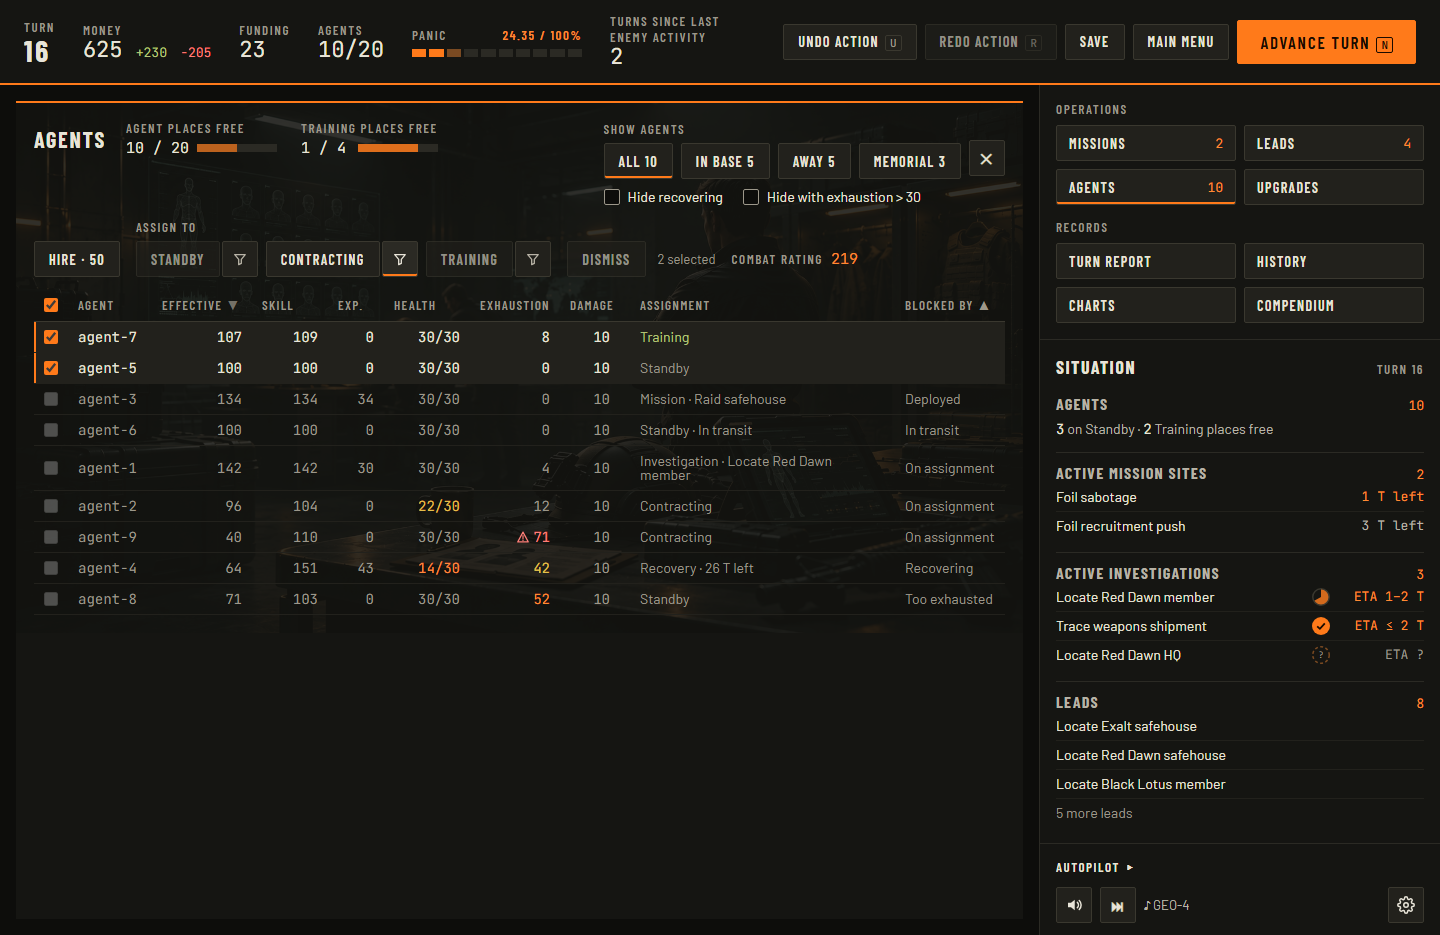 TURN
16
MONEY
625 +230 -205
FUNDING
23
AGENTS
10/20
PANIC 24.35 / 100%
TURNS SINCE LAST
ENEMY ACTIVITY
2
UNDO ACTION U
REDO ACTION R
SAVE
MAIN MENU
ADVANCE TURN N
AGENTS
AGENT PLACES FREE
10 / 20
TRAINING PLACES FREE
1 / 4
SHOW AGENTS
ALL 10
IN BASE 5
AWAY 5
MEMORIAL 3
Hide recovering
Hide with exhaustion > 30
ASSIGN TO
HIRE · 50
STANDBY
CONTRACTING
TRAINING
DISMISS
2 selected
COMBAT RATING 219
AGENT EFFECTIVE ▼ SKILL EXP. HEALTH EXHAUSTION DAMAGE ASSIGNMENT BLOCKED BY ▲
agent-7 107 109 0 30/30 8 10 Training
agent-5 100 100 0 30/30 0 10 Standby
agent-3 134 134 34 30/30 0 10 Mission · Raid safehouse Deployed
agent-6 100 100 0 30/30 0 10 Standby · In transit In transit
agent-1 142 142 30 30/30 4 10 Investigation · Locate Red Dawn member On assignment
agent-2 96 104 0 22/30 12 10 Contracting On assignment
agent-9 40 110 0 30/30 71 10 Contracting On assignment
agent-4 64 151 43 14/30 42 10 Recovery · 26 T left Recovering
agent-8 71 103 0 30/30 52 10 Standby Too exhausted
OPERATIONS
MISSIONS 2
LEADS 4
AGENTS 10
UPGRADES
RECORDS
TURN REPORT
HISTORY
CHARTS
COMPENDIUM
SITUATION TURN 16
AGENTS 10
3 on Standby · 2 Training places free
ACTIVE MISSION SITES 2
Foil sabotage 1 T left
Foil recruitment push 3 T left
ACTIVE INVESTIGATIONS 3
Locate Red Dawn member ETA 1–2 T
Trace weapons shipment ETA ≤ 2 T
Locate Red Dawn HQ ? ETA ?
LEADS 8
Locate Exalt safehouse
Locate Red Dawn safehouse
Locate Black Lotus member
5 more leads
AUTOPILOT ▸
♪ GEO-4